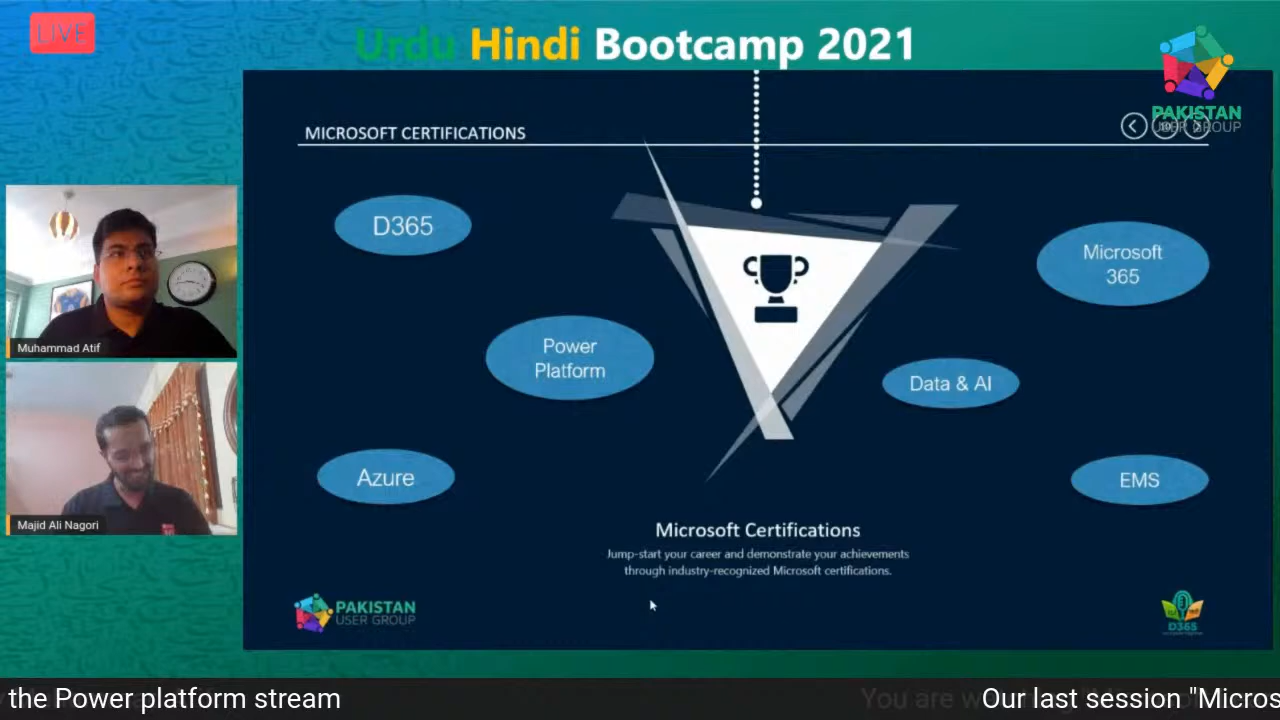 LIVE
Urdu Hindi Bootcamp 2021
PAKISTAN
USER GROUP
MICROSOFT CERTIFICATIONS
D365
Microsoft
365
Power
Platform
Data & AI
Azure
EMS
Muhammad Atif
Majid Ali Nagori
Microsoft Certifications
Jump-start your career and demonstrate your achievements
through industry-recognized Microsoft certifications.
PAKISTAN
USER GROUP
D365
the Power platform stream
You are w
Our last session "Micros